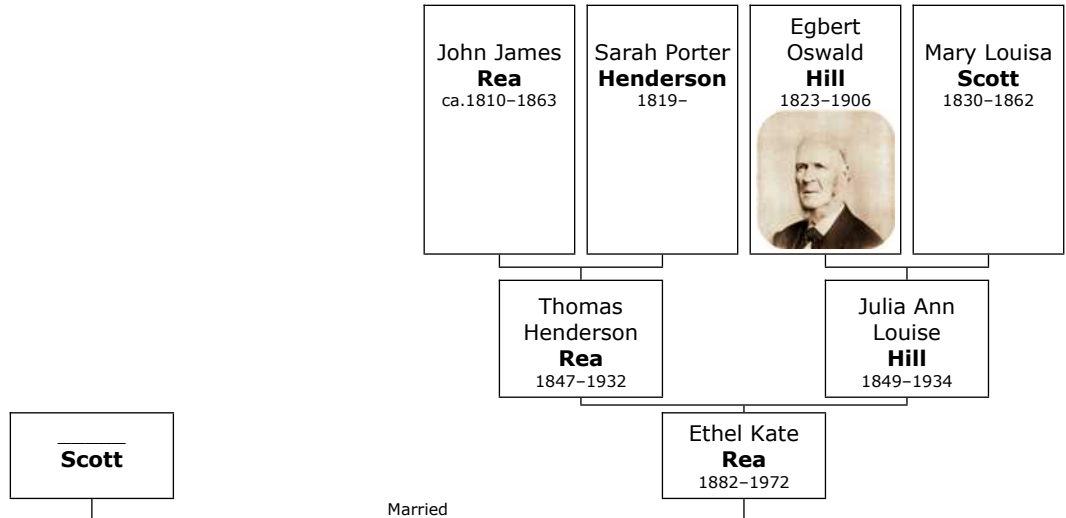 John James
Rea
ca.1810–1863
Sarah Porter
Henderson
1819–
Egbert
Oswald
Hill
1823–1906
Mary Louisa
Scott
1830–1862
Thomas
Henderson
Rea
1847–1932
Julia Ann
Louise
Hill
1849–1934
______
Scott
Ethel Kate
Rea
1882–1972
Married